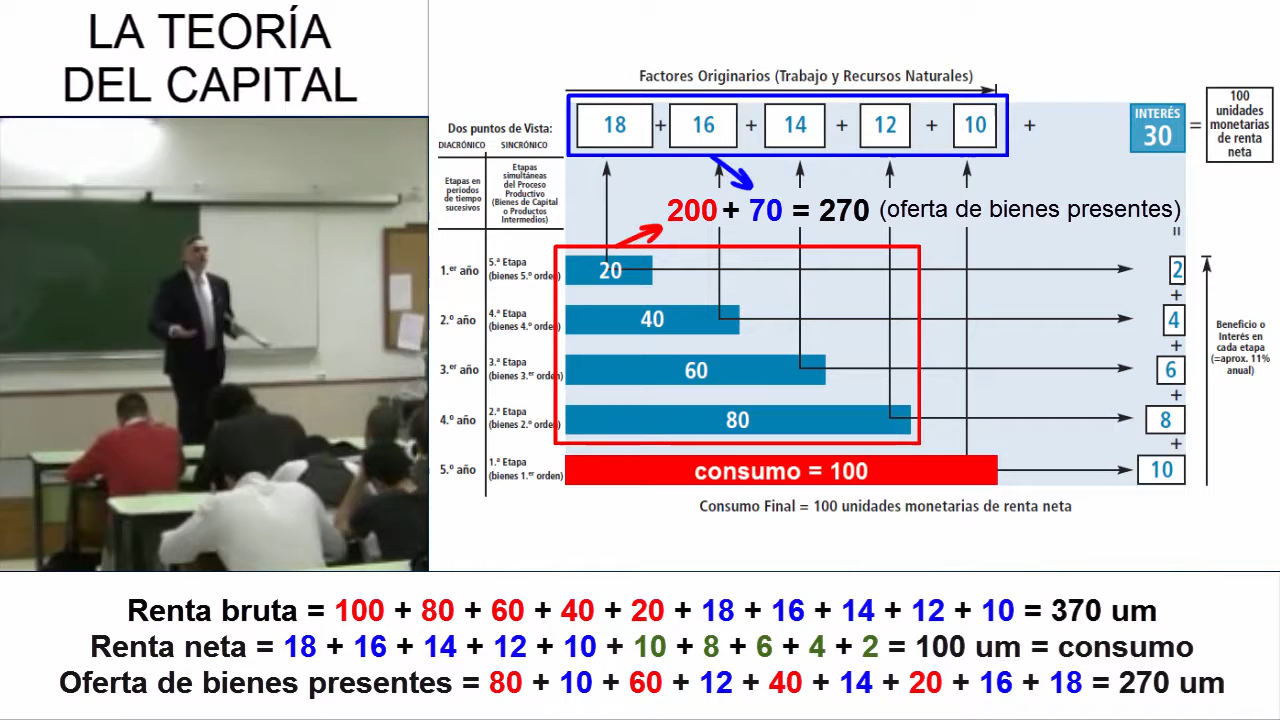 LA TEORÍA
DEL CAPITAL
Factores Originarios (Trabajo y Recursos Naturales)
18 + 16 + 14 + 12 + 10 +
INTERÉS
30
=
100
unidades
monetarias
de renta
neta
Dos puntos de Vista:
DIACRÓNICO
SINCRÓNICO
Etapas en
periodos
de tiempo
sucesivos
Etapas
simultáneas
del Proceso
Productivo
(Bienes de Capital
o Productos
Intermedios)
200 + 70 = 270 (oferta de bienes presentes)
=
1.er año
5.ª Etapa
(bienes 5.º orden)
20
2
+
2.º año
4.ª Etapa
(bienes 4.º orden)
40
4
+
3.er año
3.ª Etapa
(bienes 3.er orden)
60
6
+
4.º año
2.ª Etapa
(bienes 2.º orden)
80
8
+
5.º año
1.ª Etapa
(bienes 1.er orden)
consumo = 100
10
Beneficio o
Interés en
cada etapa
(=aprox. 11%
anual)
Consumo Final = 100 unidades monetarias de renta neta
Renta bruta = 100 + 80 + 60 + 40 + 20 + 18 + 16 + 14 + 12 + 10 = 370 um
Renta neta = 18 + 16 + 14 + 12 + 10 + 10 + 8 + 6 + 4 + 2 = 100 um = consumo
Oferta de bienes presentes = 80 + 10 + 60 + 12 + 40 + 14 + 20 + 16 + 18 = 270 um